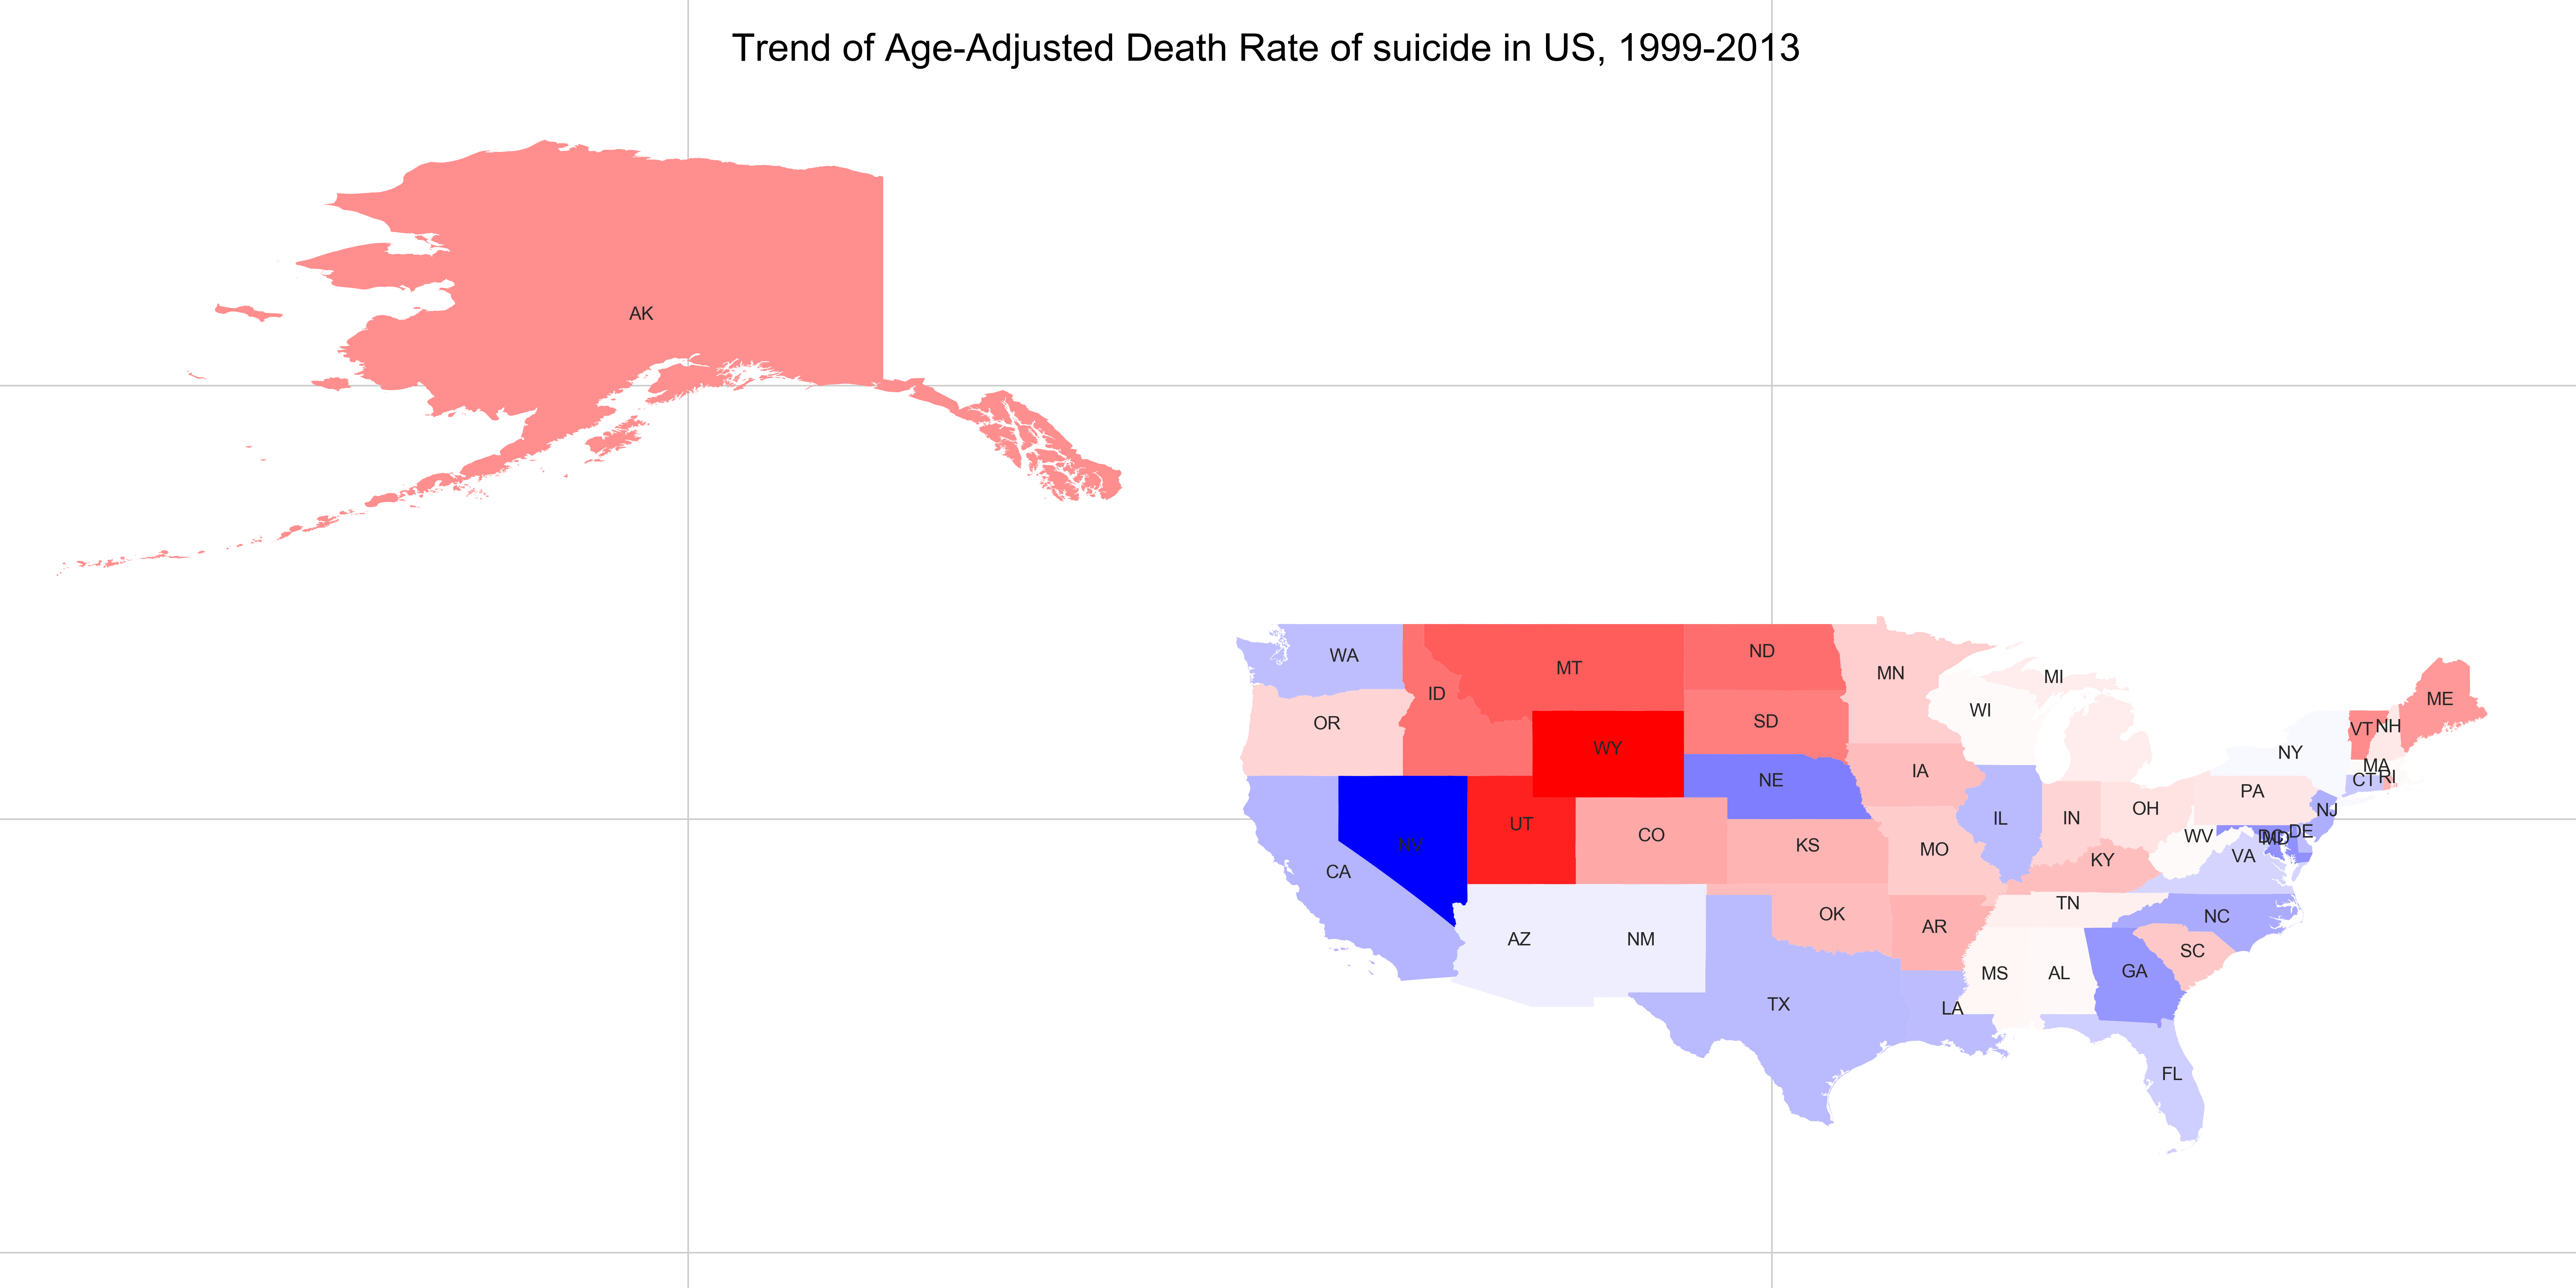 Trend of Age-Adjusted Death Rate of suicide in US, 1999-2013
AK
WA
MT
ND
MN
MI
ID
ME
OR
SD
WI
VT
NH
WY
NY
MA
IA
CT
RI
NE
PA
NJ
UT
CO
IL
IN
OH
NV
KS
MO
WV
DC
MD
DE
CA
KY
VA
TN
OK
AR
NC
AZ
NM
SC
MS
AL
GA
TX
LA
FL